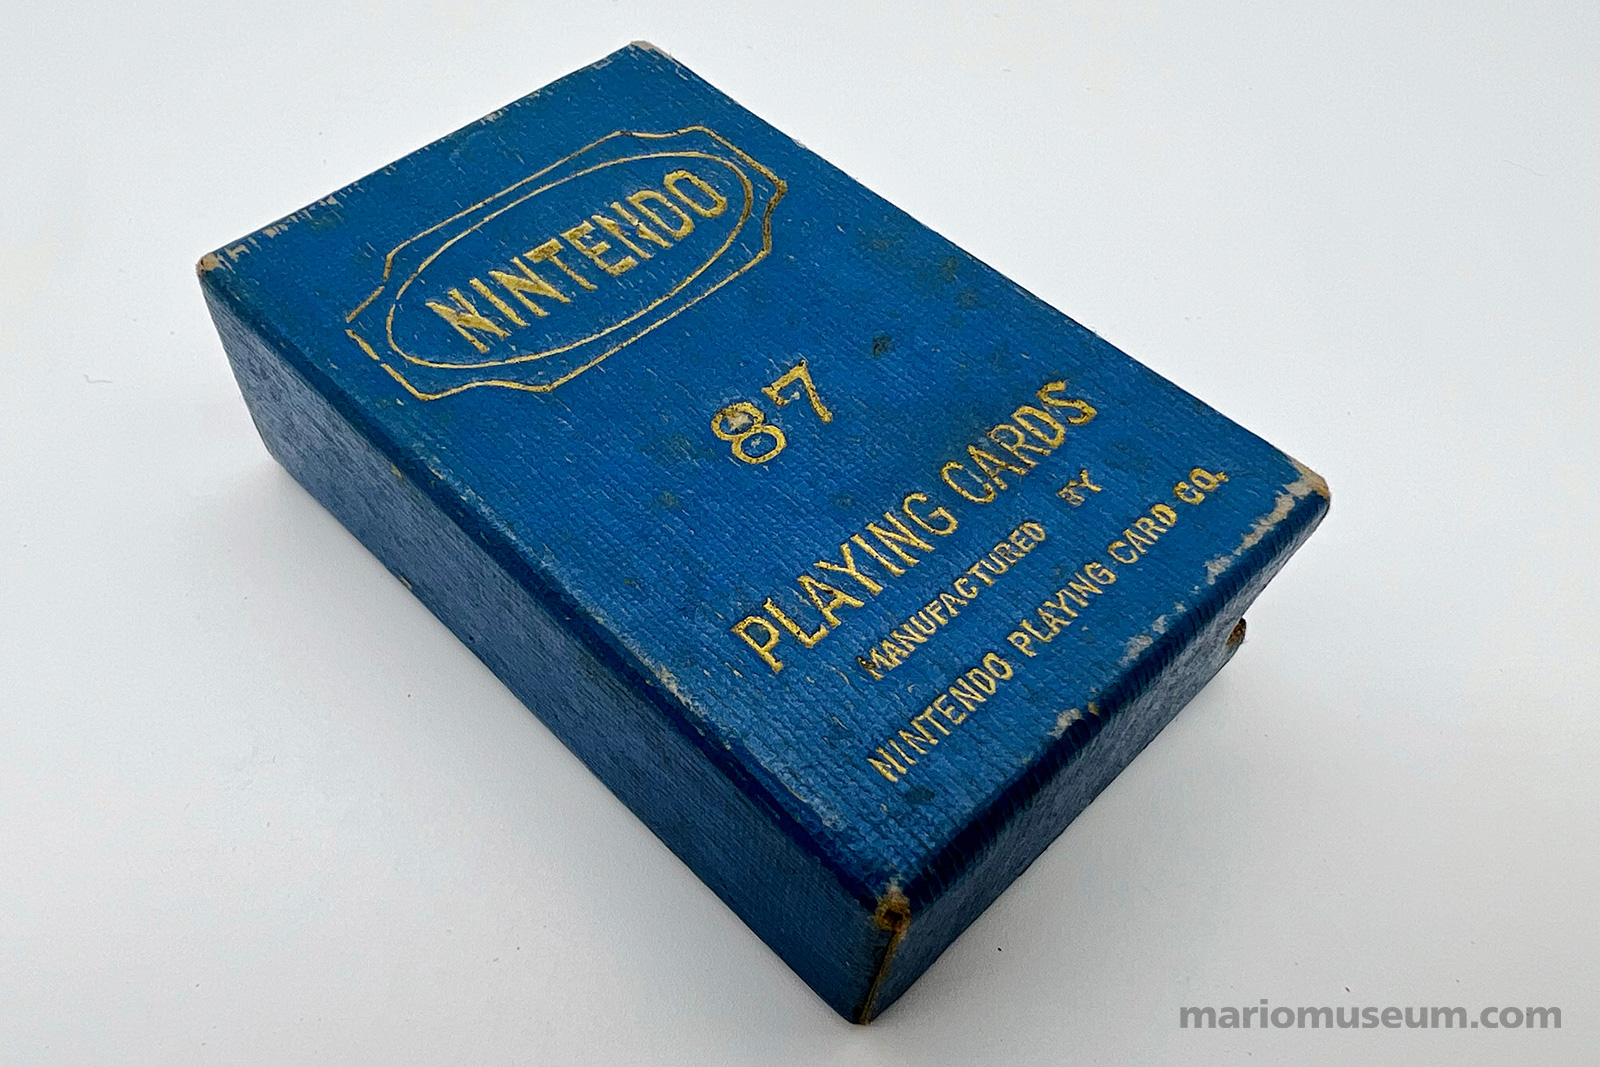 NINTENDO
87
PLAYING CARDS
MANUFACTURED BY
NINTENDO PLAYING CARD CO.
mariomuseum.com